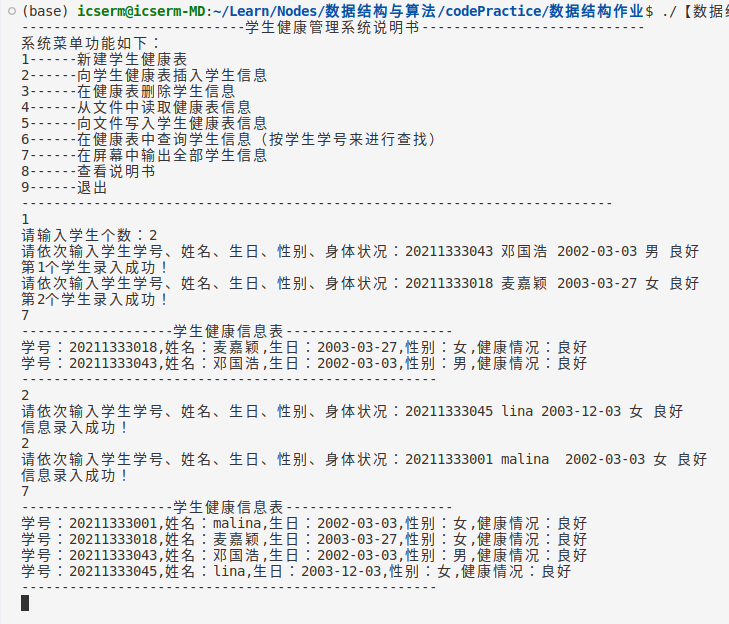 (base) icserm@icserm-MD:~/Learn/Nodes/数据结构与算法/codePractice/数据结构作业$ ./【数据结
----------------------------学生健康管理系统说明书----------------------------
系统菜单功能如下：
1------新建学生健康表
2------向学生健康表插入学生信息
3------在健康表删除学生信息
4------从文件中读取健康表信息
5------向文件写入学生健康表信息
6------在健康表中查询学生信息（按学生学号来进行查找）
7------在屏幕中输出全部学生信息
8------查看说明书
9------退出
--------------------------------------------------------------------------
1
请输入学生个数：2
请依次输入学生学号、姓名、生日、性别、身体状况：20211333043 邓国浩 2002-03-03 男 良好
第1个学生录入成功！
请依次输入学生学号、姓名、生日、性别、身体状况：20211333018 麦嘉颖 2003-03-27 女 良好
第2个学生录入成功！
7
-------------------学生健康信息表---------------------
学号：20211333018,姓名：麦嘉颖,生日：2003-03-27,性别：女,健康情况：良好
学号：20211333043,姓名：邓国浩,生日：2002-03-03,性别：男,健康情况：良好
----------------------------------------------------
2
请依次输入学生学号、姓名、生日、性别、身体状况：20211333045 lina 2003-12-03 女 良好
信息录入成功！
2
请依次输入学生学号、姓名、生日、性别、身体状况：20211333001 malina  2002-03-03 女 良好
信息录入成功！
7
-------------------学生健康信息表---------------------
学号：20211333001,姓名：malina,生日：2002-03-03,性别：女,健康情况：良好
学号：20211333018,姓名：麦嘉颖,生日：2003-03-27,性别：女,健康情况：良好
学号：20211333043,姓名：邓国浩,生日：2002-03-03,性别：男,健康情况：良好
学号：20211333045,姓名：lina,生日：2003-12-03,性别：女,健康情况：良好
----------------------------------------------------